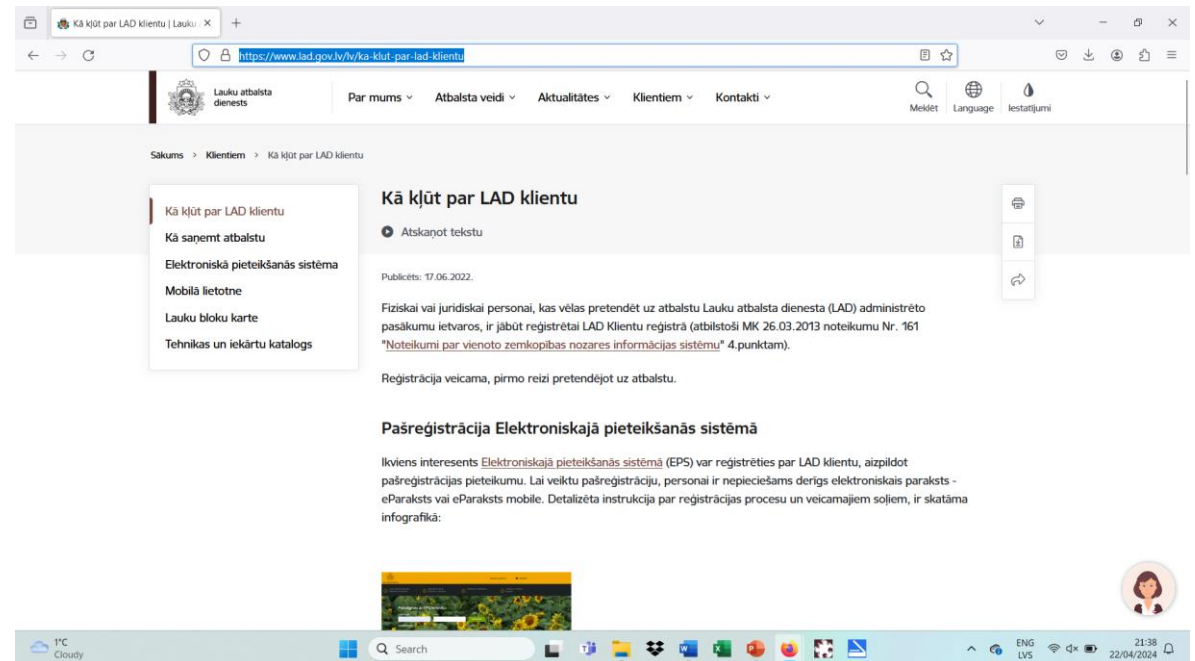 Kā kļūt par LAD klientu | Lauku
https://www.lad.gov.lv/lv/ka-klut-par-lad-klientu
Lauku atbalsta
dienests
Par mums
Atbalsta veidi
Aktualitātes
Klientiem
Kontakti
Meklēt
Language
Iestatījumi
Sākums > Klientiem > Kā kļūt par LAD klientu
Kā kļūt par LAD klientu
Kā saņemt atbalstu
Elektroniskā pieteikšanās sistēma
Mobilā lietotne
Lauku bloku karte
Tehnikas un iekārtu katalogs
Kā kļūt par LAD klientu
Atskaņot tekstu
Publicēts: 17.06.2022.
Fiziskai vai juridiskai personai, kas vēlas pretendēt uz atbalstu Lauku atbalsta dienesta (LAD) administrēto
pasākumu ietvaros, ir jābūt reģistrētai LAD Klientu reģistrā (atbilstoši MK 26.03.2013 noteikumu Nr. 161
"Noteikumi par vienoto zemkopības nozares informācijas sistēmu" 4.punktam).
Reģistrācija veicama, pirmo reizi pretendējot uz atbalstu.
Pašreģistrācija Elektroniskajā pieteikšanās sistēmā
Ikviens interesents Elektroniskajā pieteikšanās sistēmā (EPS) var reģistrēties par LAD klientu, aizpildot
pašreģistrācijas pieteikumu. Lai veiktu pašreģistrāciju, personai ir nepieciešams derīgs elektroniskais paraksts -
eParaksts vai eParaksts mobile. Detalizēta instrukcija par reģistrācijas procesu un veicamajiem soļiem, ir skatāma
infografikā:
1°C
Cloudy
Search
ENG
LVS
21:38
22/04/2024